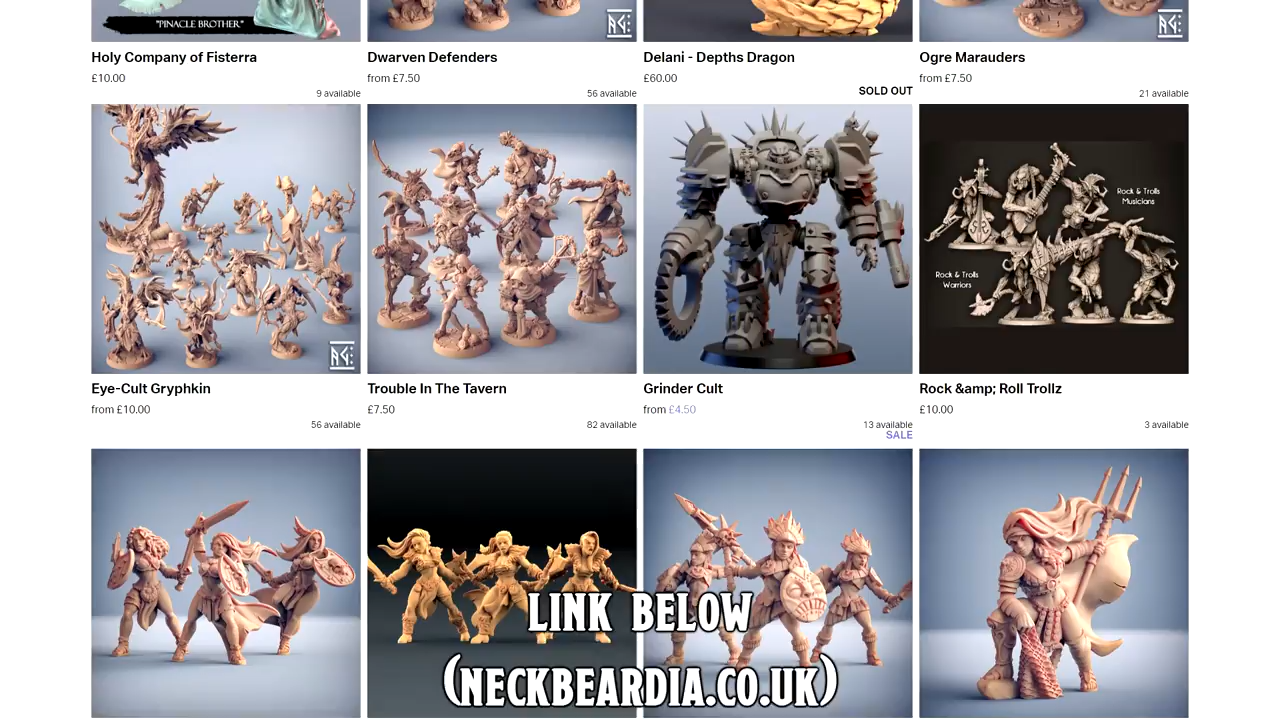 "PINACLE BROTHER"
Holy Company of Fisterra
£10.00
9 available
Dwarven Defenders
from £7.50
56 available
Delani - Depths Dragon
£60.00
SOLD OUT
Ogre Marauders
from £7.50
21 available
Rock & Trolls
Musicians
Rock & Trolls
Warriors
Eye-Cult Gryphkin
from £10.00
56 available
Trouble In The Tavern
£7.50
82 available
Grinder Cult
from £4.50
13 available
SALE
Rock &amp; Roll Trollz
£10.00
3 available
LINK BELOW
(NECKBEARDIA.CO.UK)